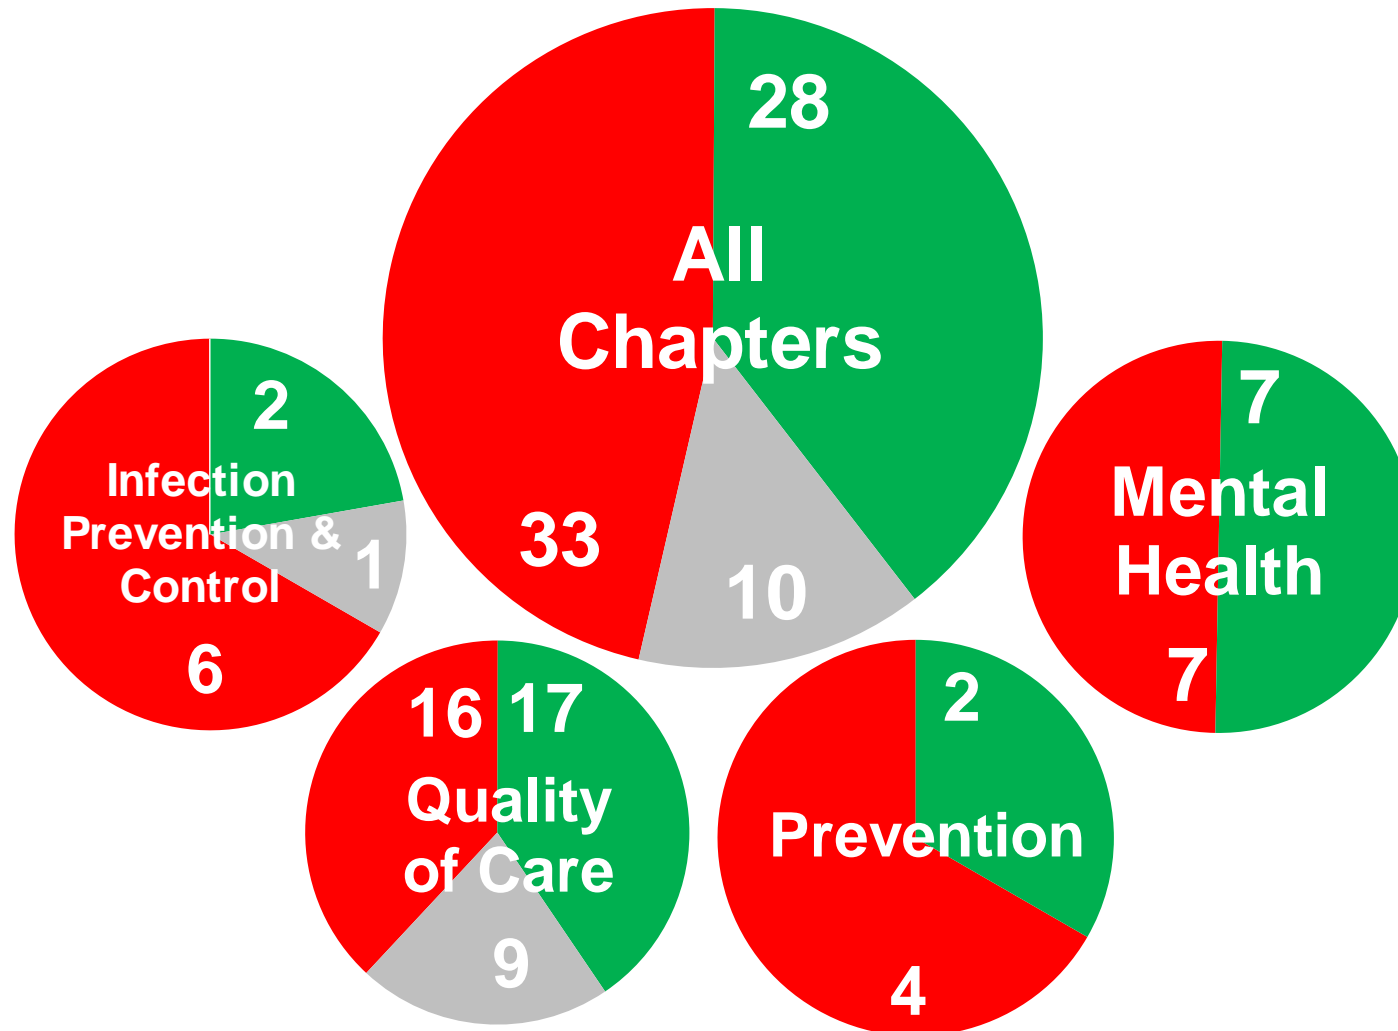 28
All
Chapters
33
10
2
Infection
Prevention &
Control
1
6
16
17
Quality
of Care
9
2
Prevention
4
7
Mental
Health
7